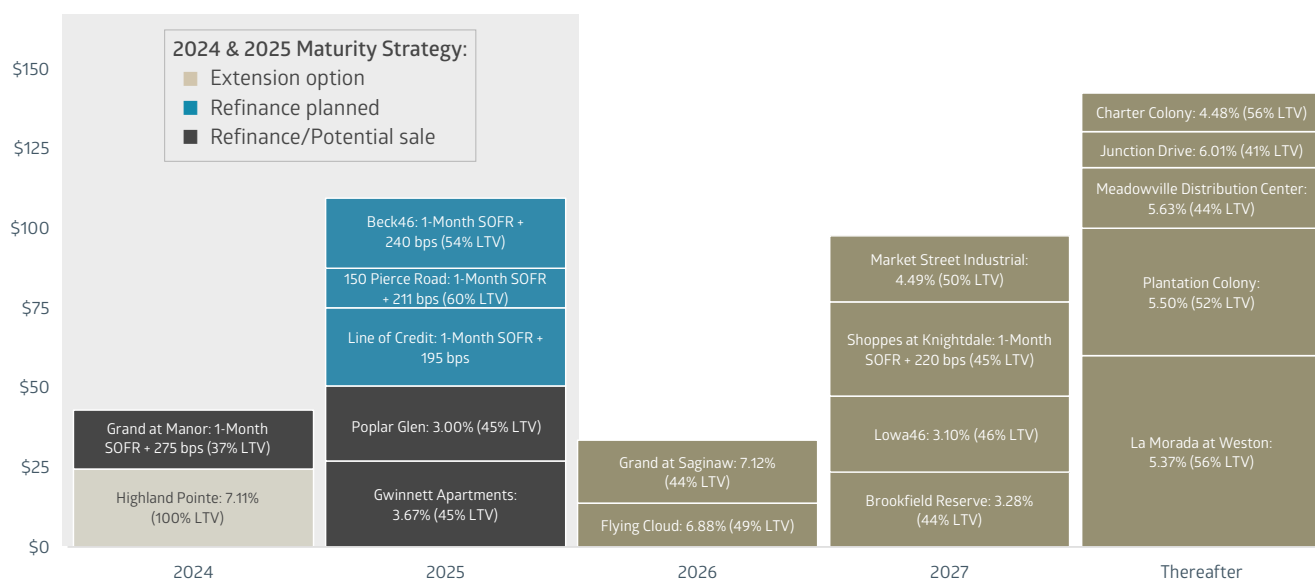 2024 & 2025 Maturity Strategy:
Extension option
Refinance planned
Refinance/Potential sale
$150
$125
$100
$75
$50
$25
$0
Grand at Manor: 1-Month
SOFR + 275 bps (37% LTV)
Highland Pointe: 7.11%
(100% LTV)
Beck46: 1-Month SOFR +
240 bps (54% LTV)
150 Pierce Road: 1-Month SOFR
+ 211 bps (60% LTV)
Line of Credit: 1-Month SOFR +
195 bps
Poplar Glen: 3.00% (45% LTV)
Gwinnett Apartments:
3.67% (45% LTV)
Grand at Saginaw: 7.12%
(44% LTV)
Flying Cloud: 6.88% (49% LTV)
Market Street Industrial:
4.49% (50% LTV)
Shoppes at Knightdale: 1-Month
SOFR + 220 bps (45% LTV)
Lowa46: 3.10% (46% LTV)
Brookfield Reserve: 3.28%
(44% LTV)
Charter Colony: 4.48% (56% LTV)
Junction Drive: 6.01% (41% LTV)
Meadowville Distribution Center:
5.63% (44% LTV)
Plantation Colony:
5.50% (52% LTV)
La Morada at Weston:
5.37% (56% LTV)
2024
2025
2026
2027
Thereafter